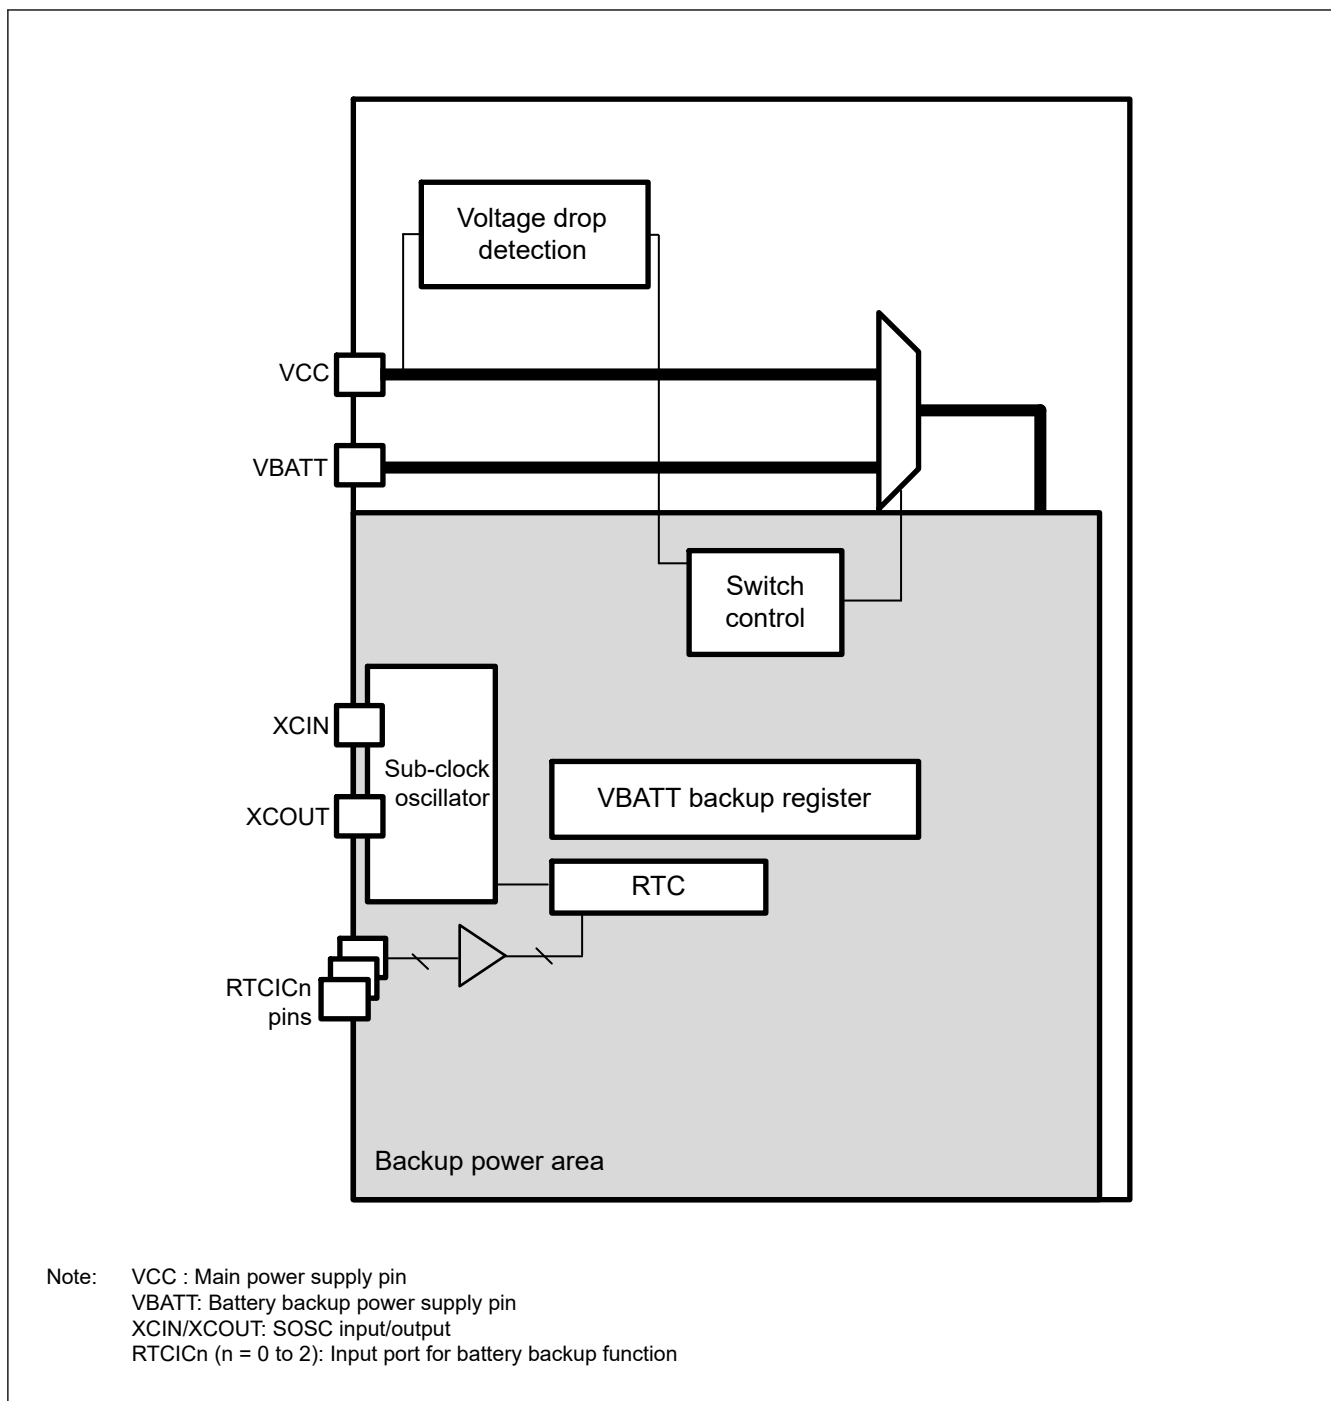 Voltage drop
detection
VCC
VBATT
Switch
control
XCIN
Sub-clock
oscillator
XCOUT
VBATT backup register
RTC
RTCICn
pins
Backup power area
Note: VCC : Main power supply pin
VBATT: Battery backup power supply pin
XCIN/XCOUT: SOSC input/output
RTCICn (n = 0 to 2): Input port for battery backup function